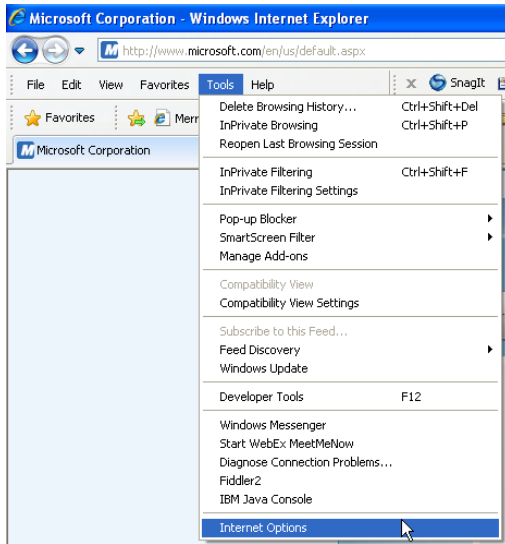 Microsoft Corporation - Windows Internet Explorer
http://www.microsoft.com/en/us/default.aspx
File Edit View Favorites Tools Help X SnagIt
Favorites Merr
Microsoft Corporation
Delete Browsing History... Ctrl+Shift+Del
InPrivate Browsing Ctrl+Shift+P
Reopen Last Browsing Session
InPrivate Filtering Ctrl+Shift+F
InPrivate Filtering Settings
Pop-up Blocker
SmartScreen Filter
Manage Add-ons
Compatibility View
Compatibility View Settings
Subscribe to this Feed...
Feed Discovery
Windows Update
Developer Tools F12
Windows Messenger
Start WebEx MeetMeNow
Diagnose Connection Problems...
Fiddler2
IBM Java Console
Internet Options